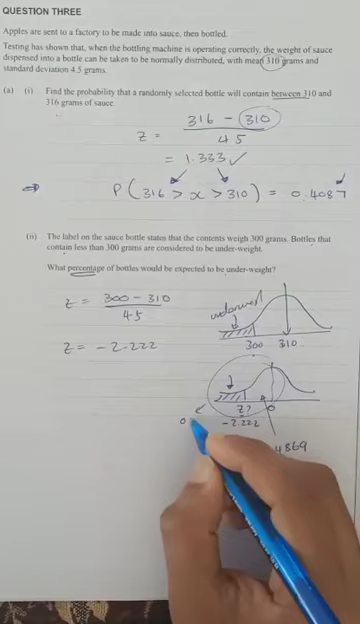 QUESTION THREE
Apples are sent to a factory to be made into sauce, then bottled.
Testing has shown that, when the bottling machine is operating correctly, the weight of sauce
dispensed into a bottle can be taken to be normally distributed, with mean 310 grams and
standard deviation 4.5 grams.
(a) (i) Find the probability that a randomly selected bottle will contain between 310 and
316 grams of sauce.
z = 316 - 310
4.5
= 1.333 ✓
⇒ P(316 > x > 310) = 0.4087
(ii) The label on the sauce bottle states that the contents weigh 300 grams. Bottles that
contain less than 300 grams are considered to be under-weight.
What percentage of bottles would be expected to be under-weight?
z = 300 - 310
4.5
z = -2.222
300 310
z? 0
-2.222
0
4869